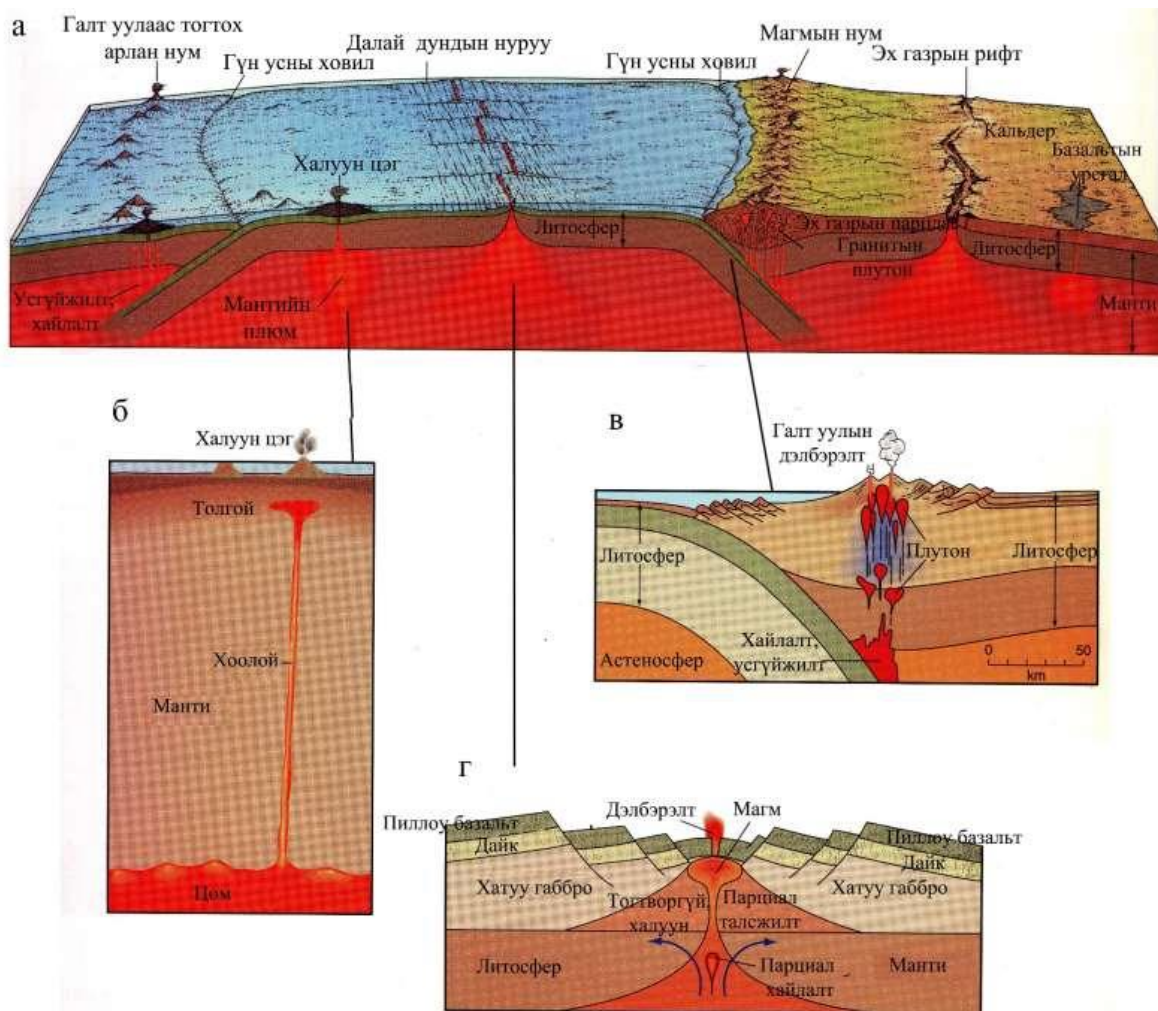 а
Галт уулаас тогтох
арлан нум
Гүн усны ховил
Далай дундын нуруу
Гүн усны ховил
Магмын нум
Эх газрын рифт
Кальдер
Базальтын
урсгал
Халуун цэг
Литосфер
Эх газрын
Гранитын
плутон
Литосфер
Усгүйжилт,
хайлалт
Мантийн
плюм
Манти
б
Халуун цэг
Толгой
Хоолой
Манти
Цом
в
Галт уулын
дэлбэрэлт
Литосфер
Плутон
Литосфер
Хайлалт,
усгүйжилт
Астеносфер
0 50
km
г
Дэлбэрэлт
Магм
Пиллоу базальт
Дайк
Хатуу габбро
Пиллоу базальт
Дайк
Хатуу габбро
Тогтворгүй,
халуун
Парциал
талсжилт
Литосфер
Парциал
хайлалт
Манти